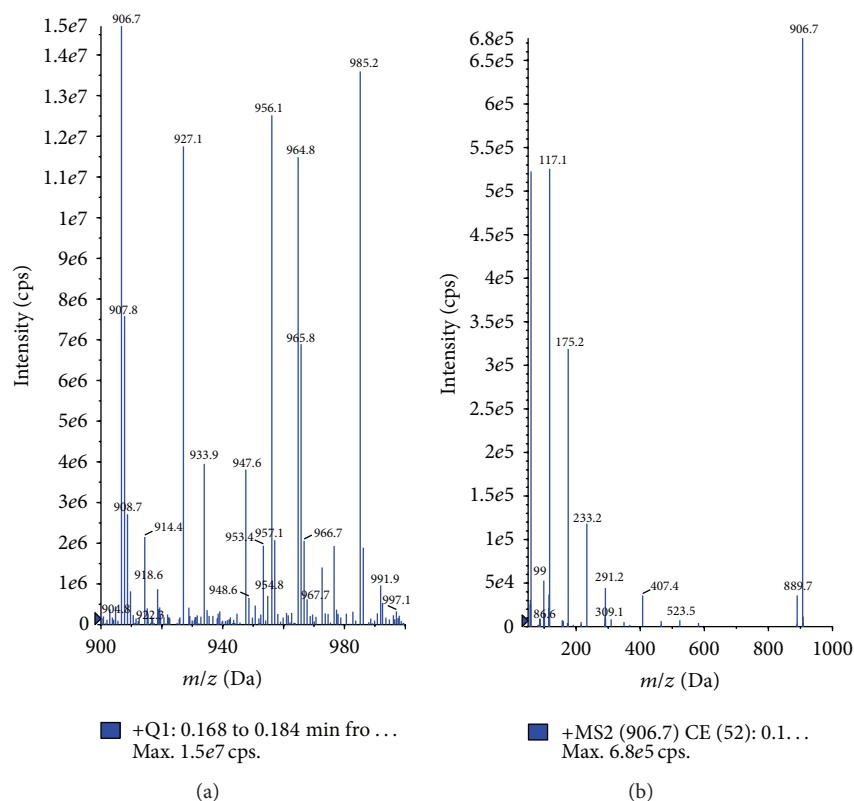 1.5e7
1.4e7
1.3e7
1.2e7
1.1e7
1e7
9e6
8e6
7e6
6e6
5e6
4e6
3e6
2e6
1e6
0
Intensity (cps)
906.7
985.2
956.1
927.1
964.8
907.8
965.8
933.9
947.6
908.7
914.4
953.4
957.1
966.7
918.6
948.6
954.8
967.7
991.9
904.8
997.1
900
940
980
m/z (Da)
+Q1: 0.168 to 0.184 min fro ...
Max. 1.5e7 cps.
(a)
6.8e5
6.5e5
6e5
5.5e5
5e5
4.5e5
4e5
3.5e5
3e5
2.5e5
2e5
1.5e5
1e5
5e4
0
Intensity (cps)
906.7
117.1
175.2
233.2
99
291.2
407.4
889.7
86.6
309.1
523.5
200
400
600
800
1000
m/z (Da)
+MS2 (906.7) CE (52): 0.1. . .
Max. 6.8e5 cps.
(b)